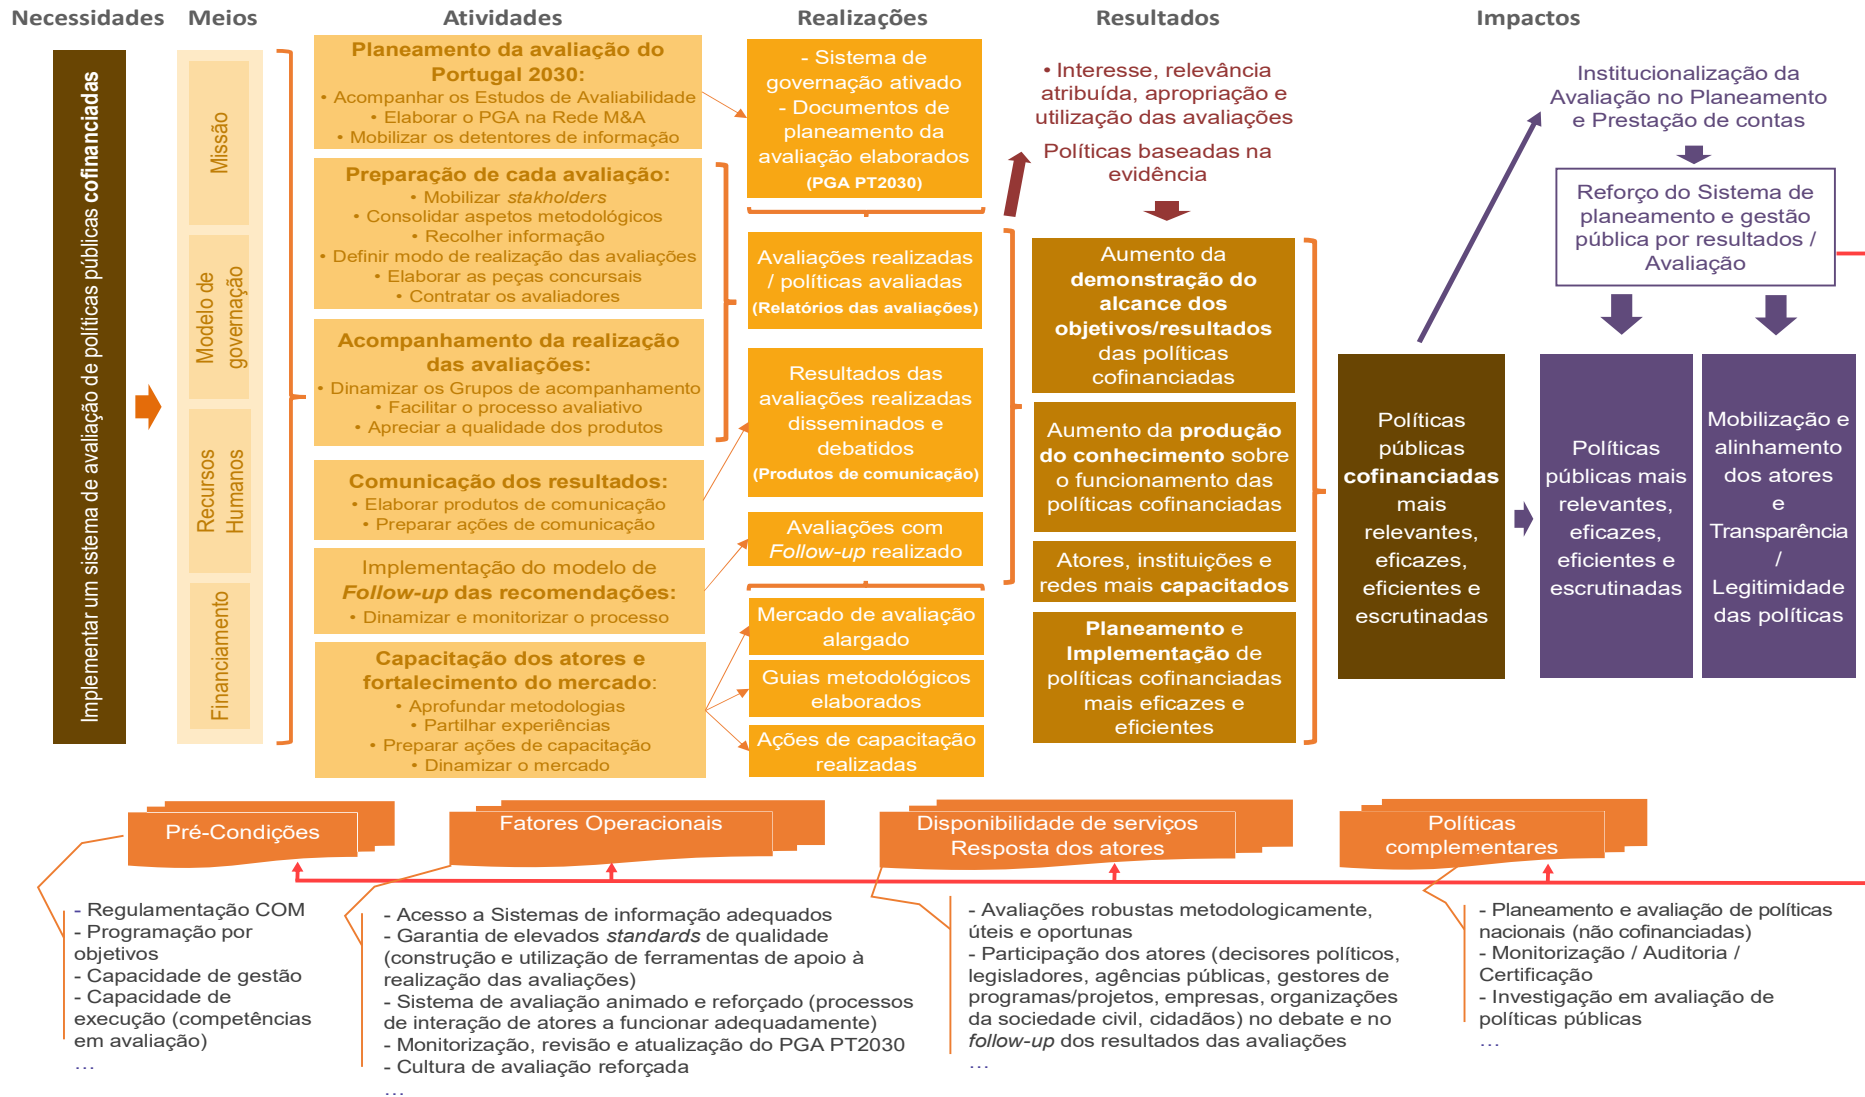 Necessidades Meios Atividades Realizações Resultados Impactos
Implementar um sistema de avaliação de políticas públicas cofinanciadas
Missão
Modelo de
governação
Recursos
Humanos
Financiamento
Planeamento da avaliação do
Portugal 2030:
• Acompanhar os Estudos de Avaliabilidade
• Elaborar o PGA na Rede M&A
• Mobilizar os detentores de informação
Preparação de cada avaliação:
• Mobilizar stakholders
• Consolidar aspetos metodológicos
• Recolher informação
• Definir modo de realização das avaliações
• Elaborar as peças concursais
• Contratar os avaliadores
Acompanhamento da realização
das avaliações:
• Dinamizar os Grupos de acompanhamento
• Facilitar o processo avaliativo
• Apreciar a qualidade dos produtos
Comunicação dos resultados:
• Elaborar produtos de comunicação
• Preparar ações de comunicação
Implementação do modelo de
Follow-up das recomendações:
• Dinamizar e monitorizar o processo
Capacitação dos atores e
fortalecimento do mercado:
• Aprofundar metodologias
• Partilhar experiências
• Preparar ações de capacitação
• Dinamizar o mercado
- Sistema de
governação ativado
- Documentos de
planeamento da
avaliação elaborados
(PGA PT2030)
Avaliações realizadas
/ políticas avaliadas
(Relatórios das avaliações)
Resultados das
avaliações realizadas
disseminados e
debatidos
(Produtos de comunicação)
Avaliações com
Follow-up realizado
Mercado de avaliação
alargado
Guias metodológicos
elaborados
Ações de capacitação
realizadas
• Interesse, relevância
atribuída, apropriação e
utilização das avaliações
Políticas baseadas na
evidência
Aumento da
demonstração do
alcance dos
objetivos/resultados
das políticas
cofinanciadas
Aumento da produção
do conhecimento sobre
o funcionamento das
políticas cofinanciadas
Atores, instituições e
redes mais capacitados
Planeamento e
Implementação de
políticas cofinanciadas
mais eficazes e
eficientes
Institucionalização da
Avaliação no Planeamento
e Prestação de contas
Reforço do Sistema de
planeamento e gestão
pública por resultados /
Avaliação
Políticas
públicas
cofinanciadas
mais
relevantes,
eficazes,
eficientes e
escrutinadas
Políticas
públicas mais
relevantes,
eficazes,
eficientes e
escrutinadas
Mobilização e
alinhamento
dos atores
e
Transparência
/
Legitimidade
das políticas
Pré-Condições
- Regulamentação COM
- Programação por
objetivos
- Capacidade de gestão
- Capacidade de
execução (competências
em avaliação)
…
Fatores Operacionais
- Acesso a Sistemas de informação adequados
- Garantia de elevados standards de qualidade
(construção e utilização de ferramentas de apoio à
realização das avaliações)
- Sistema de avaliação animado e reforçado (processos
de interação de atores a funcionar adequadamente)
- Monitorização, revisão e atualização do PGA PT2030
- Cultura de avaliação reforçada
…
Disponibilidade de serviços
Resposta dos atores
- Avaliações robustas metodologicamente,
úteis e oportunas
- Participação dos atores (decisores políticos,
legisladores, agências públicas, gestores de
programas/projetos, empresas, organizações
da sociedade civil, cidadãos) no debate e no
follow-up dos resultados das avaliações
…
Políticas
complementares
- Planeamento e avaliação de políticas
nacionais (não cofinanciadas)
- Monitorização / Auditoria /
Certificação
- Investigação em avaliação de
políticas públicas
…